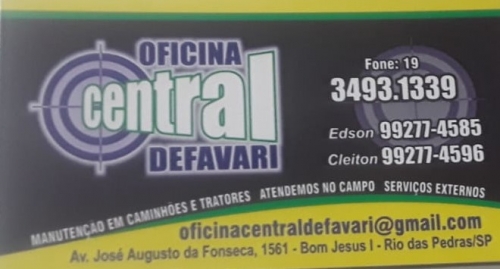 OFICINA
central
DEFAVARI
Fone: 19
3493.1339
Edson 99277-4585
Cleiton 99277-4596
MANUTENÇÃO EM CAMINHÕES E TRATORES ATENDEMOS NO CAMPO SERVIÇOS EXTERNOS
oficinacentraldefavari@gmail.com
Av. José Augusto da Fonseca, 1561 - Bom Jesus I - Rio das Pedras/SP